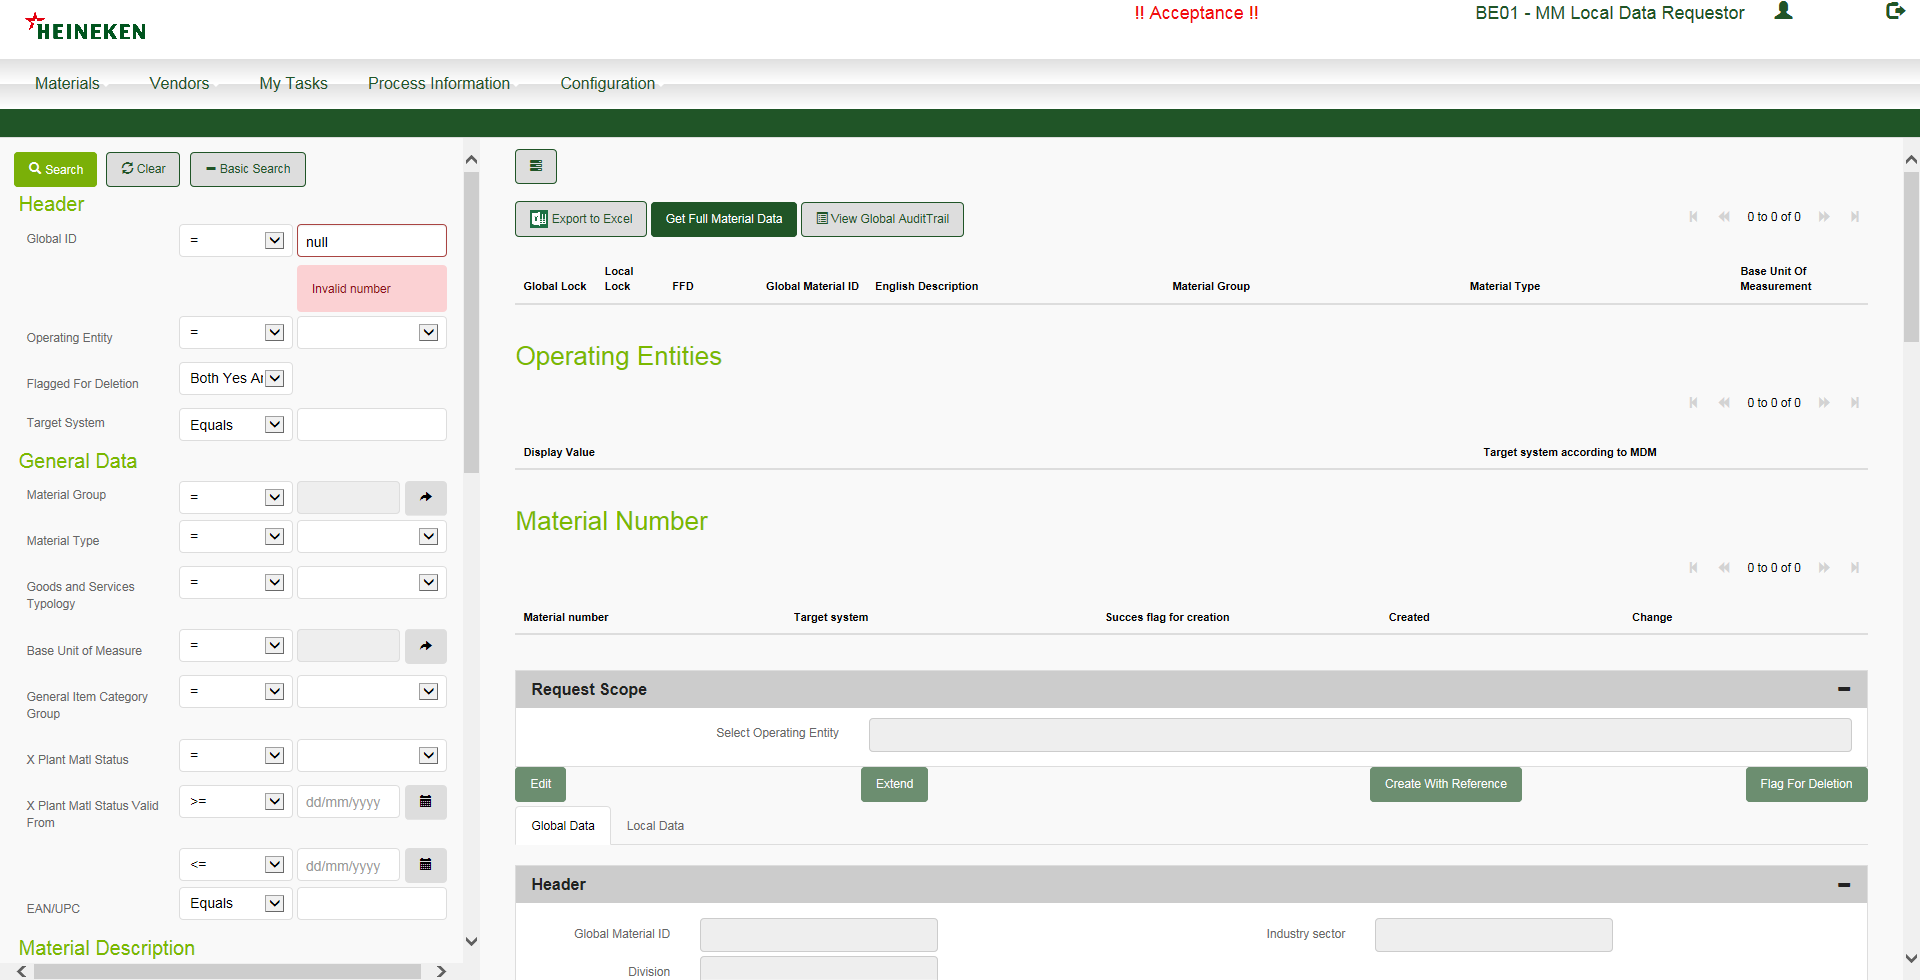 HEINEKEN
!! Acceptance !!
BE01 - MM Local Data Requestor
Materials
Vendors
My Tasks
Process Information
Configuration
Search
Clear
Basic Search
Header
Global ID
=
null
Invalid number
Operating Entity
=
Flagged For Deletion
Both Yes Ar
Target System
Equals
General Data
Material Group
=
Material Type
=
Goods and Services
Typology
=
Base Unit of Measure
=
General Item Category
Group
=
X Plant Matl Status
=
X Plant Matl Status Valid
From
>=
dd/mm/yyyy
<=
dd/mm/yyyy
EAN/UPC
Equals
Material Description
Export to Excel
Get Full Material Data
View Global AuditTrail
0 to 0 of 0
Global Lock
Local
Lock
FFD
Global Material ID
English Description
Material Group
Material Type
Base Unit Of
Measurement
Operating Entities
0 to 0 of 0
Display Value
Target system according to MDM
Material Number
0 to 0 of 0
Material number
Target system
Succes flag for creation
Created
Change
Request Scope
Select Operating Entity
Edit
Extend
Create With Reference
Flag For Deletion
Global Data
Local Data
Header
Global Material ID
Industry sector
Division